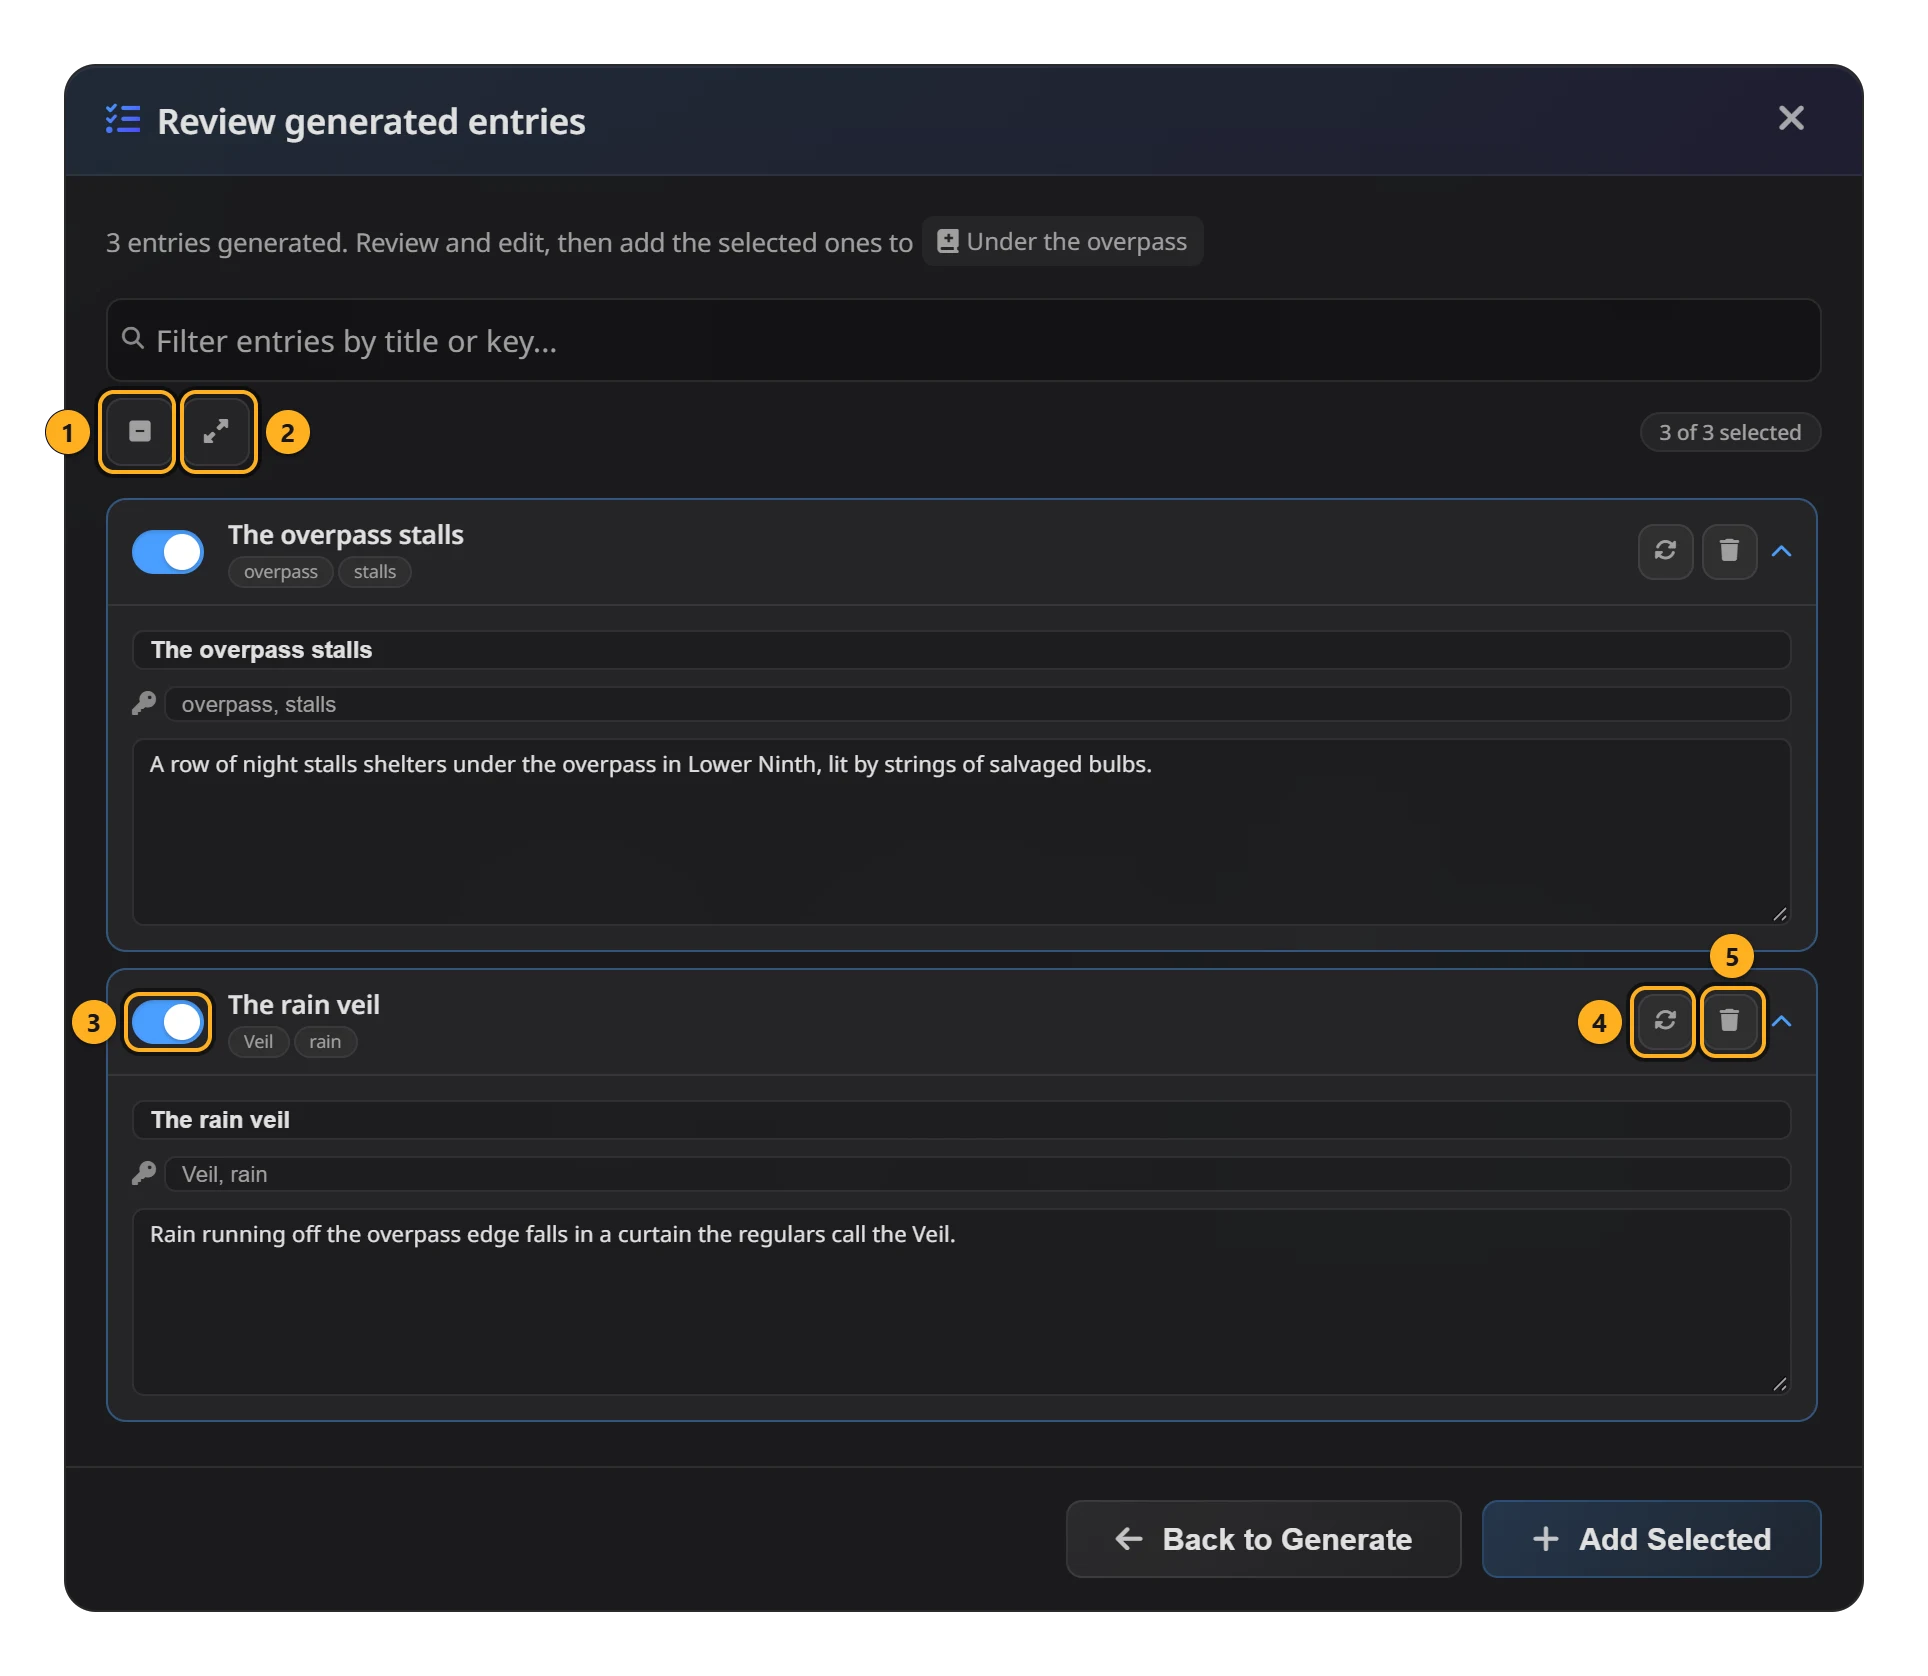 Review generated entries
3 entries generated. Review and edit, then add the selected ones to Under the overpass
Filter entries by title or key...
1 2 3 of 3 selected
The overpass stalls
overpass stalls
The overpass stalls
overpass, stalls
A row of night stalls shelters under the overpass in Lower Ninth, lit by strings of salvaged bulbs.
5
The rain veil
3 4
Veil rain
The rain veil
Veil, rain
Rain running off the overpass edge falls in a curtain the regulars call the Veil.
Back to Generate Add Selected